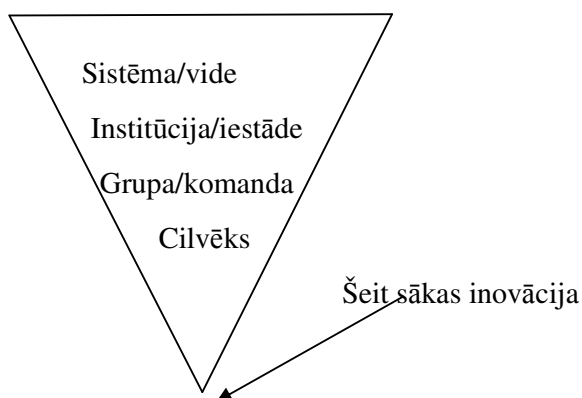 Sistēma/vide
Institūcija/iestāde
Grupa/komanda
Cilvēks
Šeit sākas inovācija